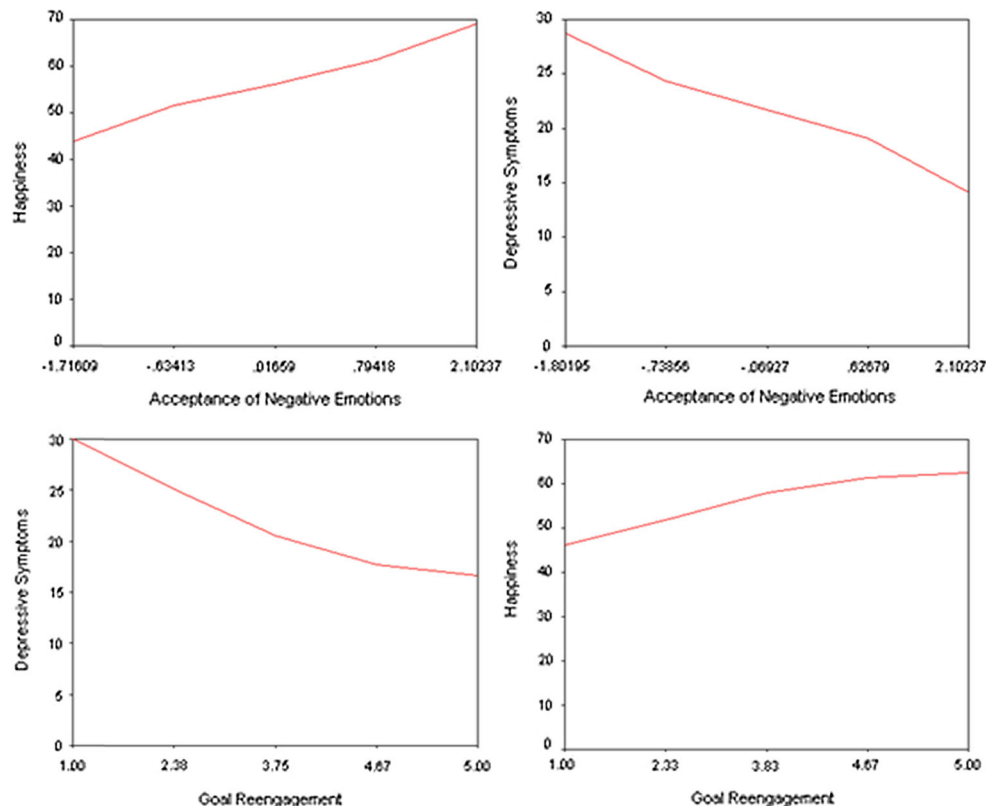 70
60
50
40
30
20
10
0
Happiness
-1.71609 -.63413 .01659 .79418 2.10237
Acceptance of Negative Emotions
30
25
20
15
10
5
0
Depressive Symptoms
-1.80195 -.73856 -.06927 .62679 2.10237
Acceptance of Negative Emotions
30
25
20
15
10
5
0
Depressive Symptoms
1.00 2.38 3.75 4.67 5.00
Goal Reengagement
70
60
50
40
30
20
10
0
Happiness
1.00 2.33 3.83 4.67 5.00
Goal Reengagement